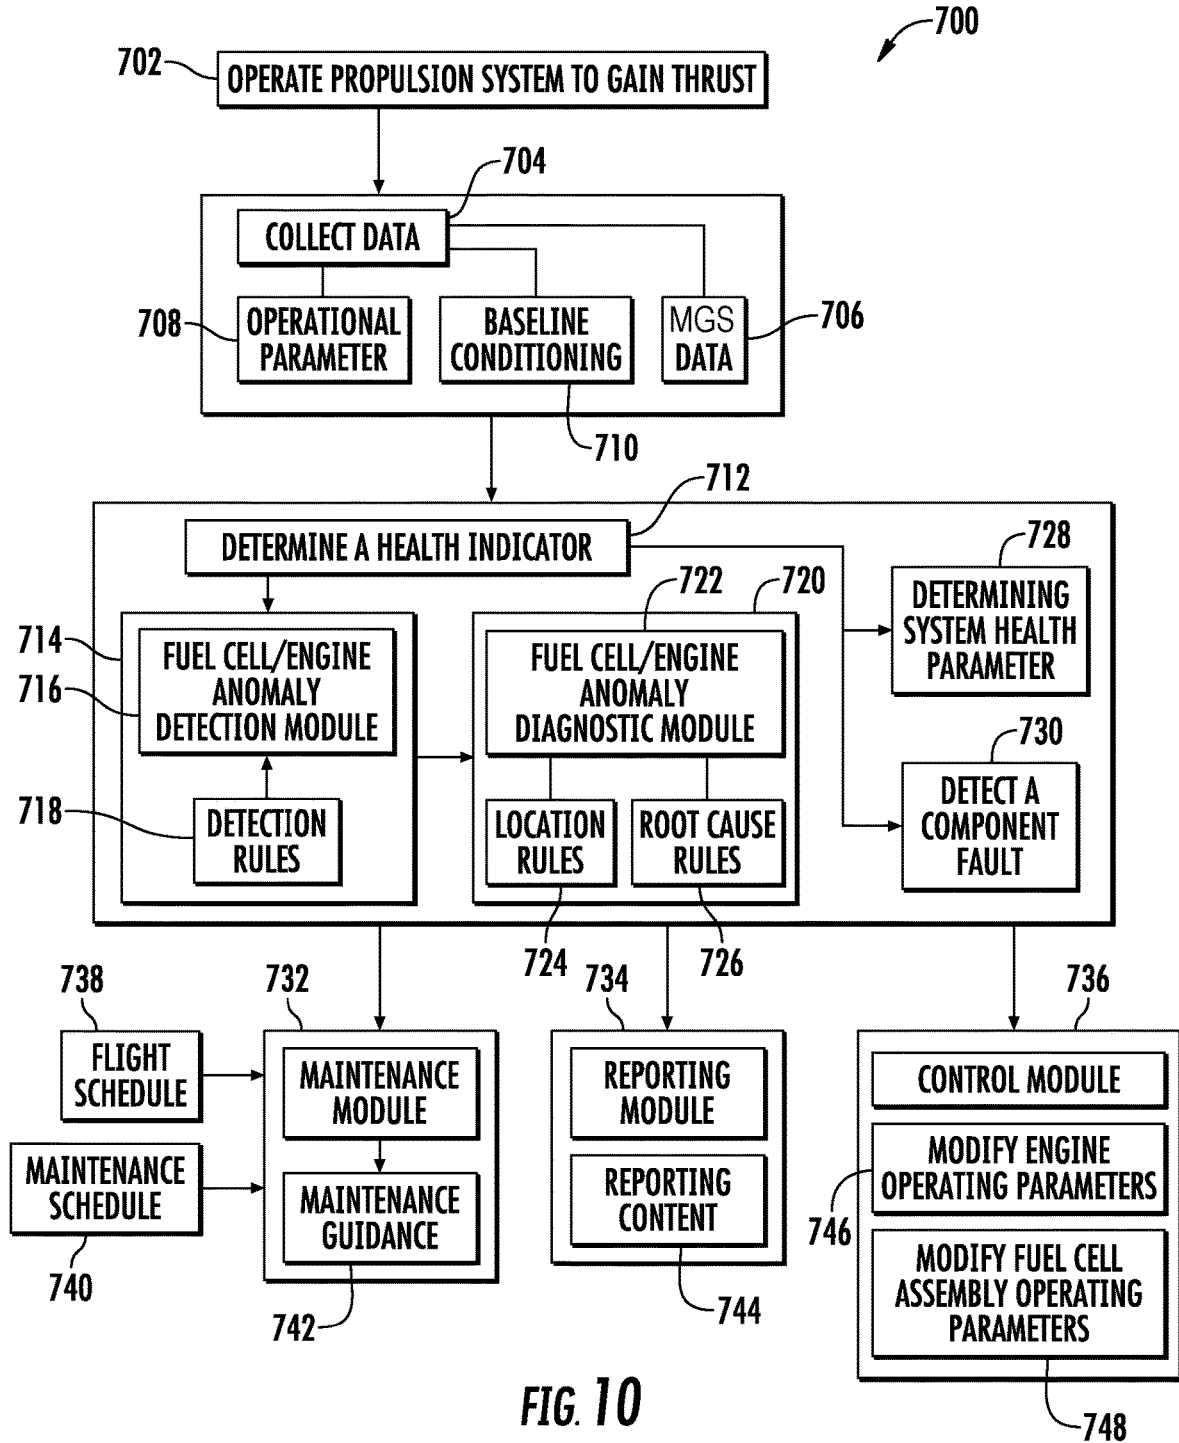 700
702
OPERATE PROPULSION SYSTEM TO GAIN THRUST
704
COLLECT DATA
708
OPERATIONAL
PARAMETER
BASELINE
CONDITIONING
MGS
DATA
706
710
712
DETERMINE A HEALTH INDICATOR
728
DETERMINING
SYSTEM HEALTH
PARAMETER
722
720
714
716
FUEL CELL/ENGINE
ANOMALY
DETECTION MODULE
FUEL CELL/ENGINE
ANOMALY
DIAGNOSTIC MODULE
730
718
DETECTION
RULES
LOCATION
RULES
ROOT CAUSE
RULES
DETECT A
COMPONENT
FAULT
724
726
738
732
734
736
FLIGHT
SCHEDULE
MAINTENANCE
MODULE
REPORTING
MODULE
CONTROL MODULE
MAINTENANCE
SCHEDULE
MAINTENANCE
GUIDANCE
REPORTING
CONTENT
MODIFY ENGINE
OPERATING PARAMETERS
746
740
742
744
MODIFY FUEL CELL
ASSEMBLY OPERATING
PARAMETERS
748
FIG. 10